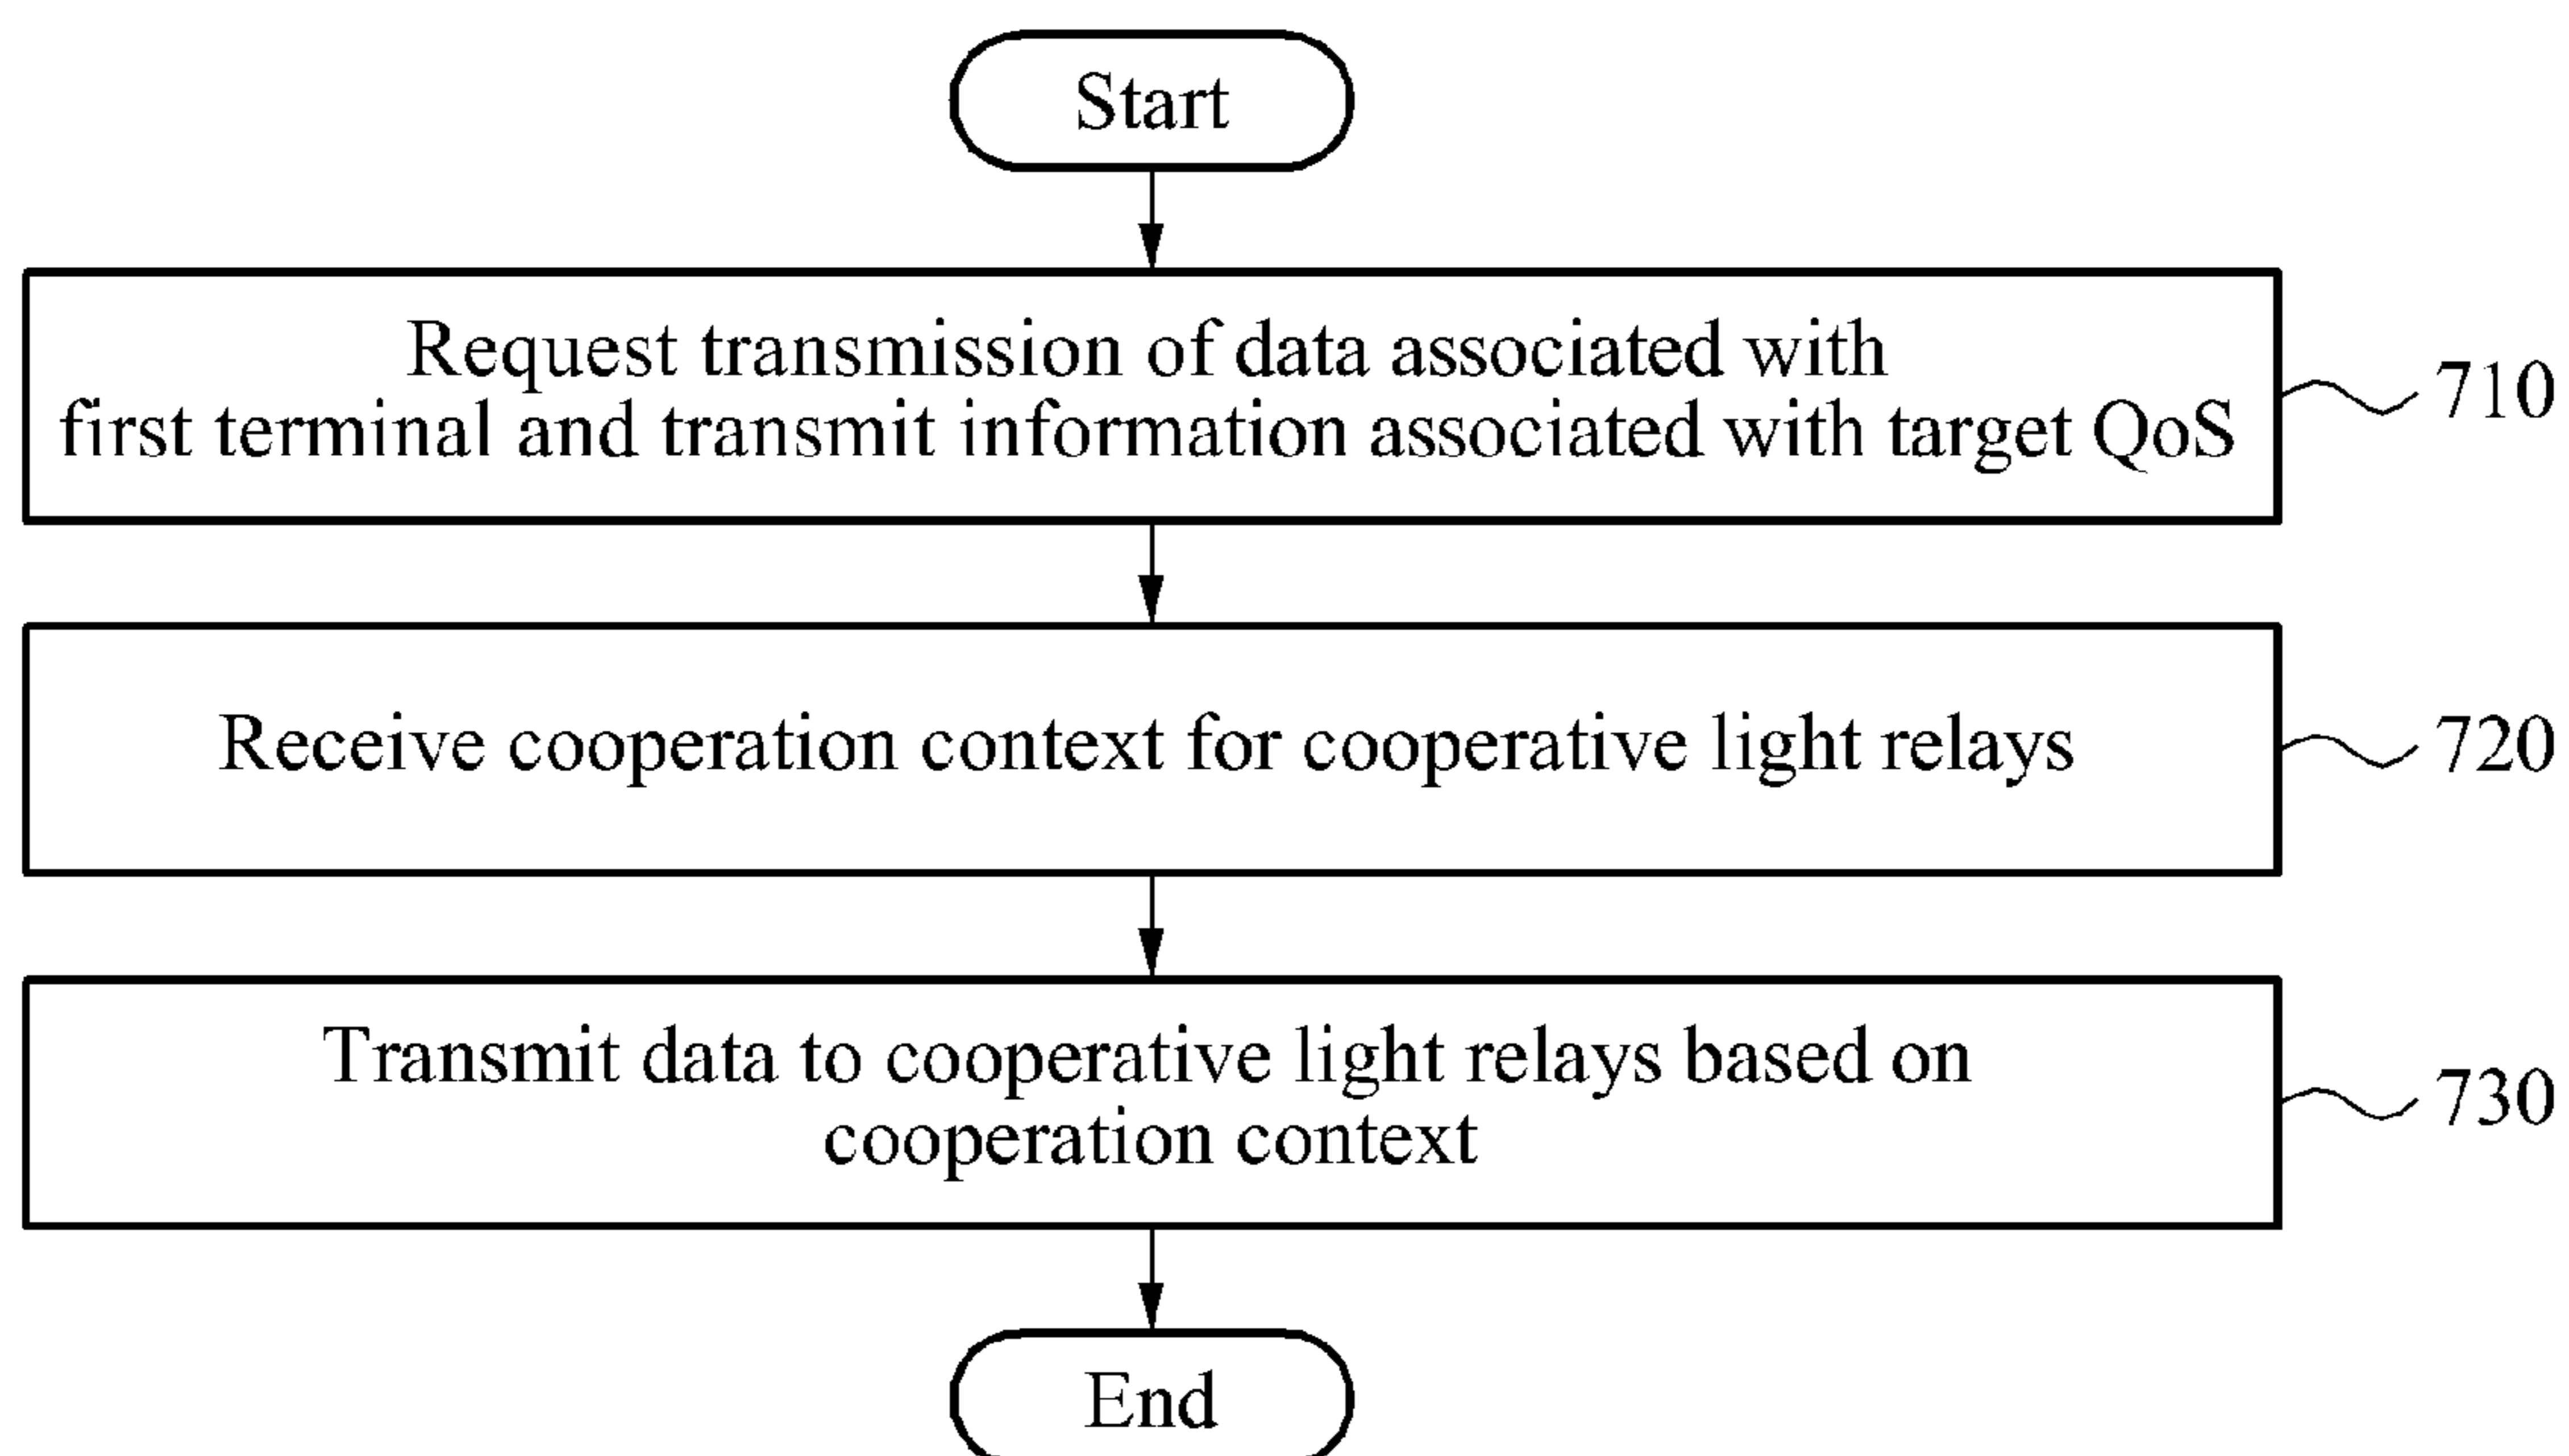 Start
Request transmission of data associated with
first terminal and transmit information associated with target QoS
710
Receive cooperation context for cooperative light relays
720
Transmit data to cooperative light relays based on
cooperation context
730
End